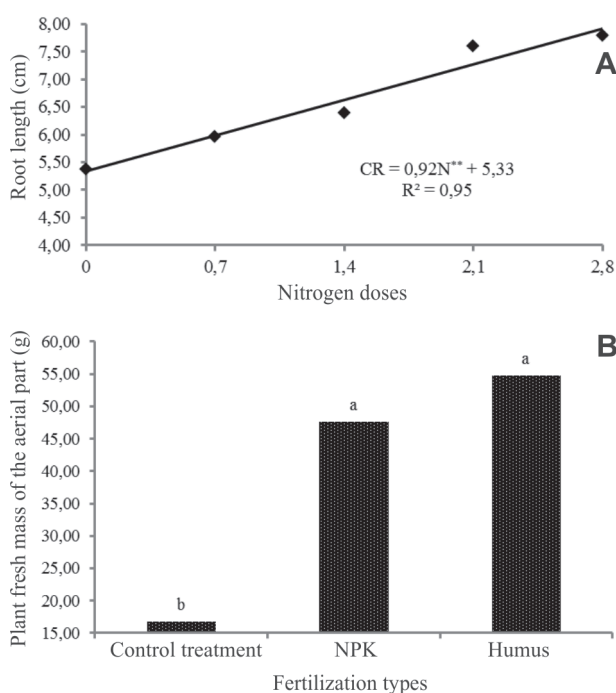 Root length (cm)
8,00
7,50
7,00
6,50
6,00
5,50
5,00
4,50
4,00
A
CR = 0,92N** + 5,33
R² = 0,95
0
0,7
1,4
2,1
2,8
Nitrogen doses
Plant fresh mass of the aerial part (g)
60,00
55,00
50,00
45,00
40,00
35,00
30,00
25,00
20,00
15,00
B
b
a
a
Control treatment
NPK
Humus
Fertilization types